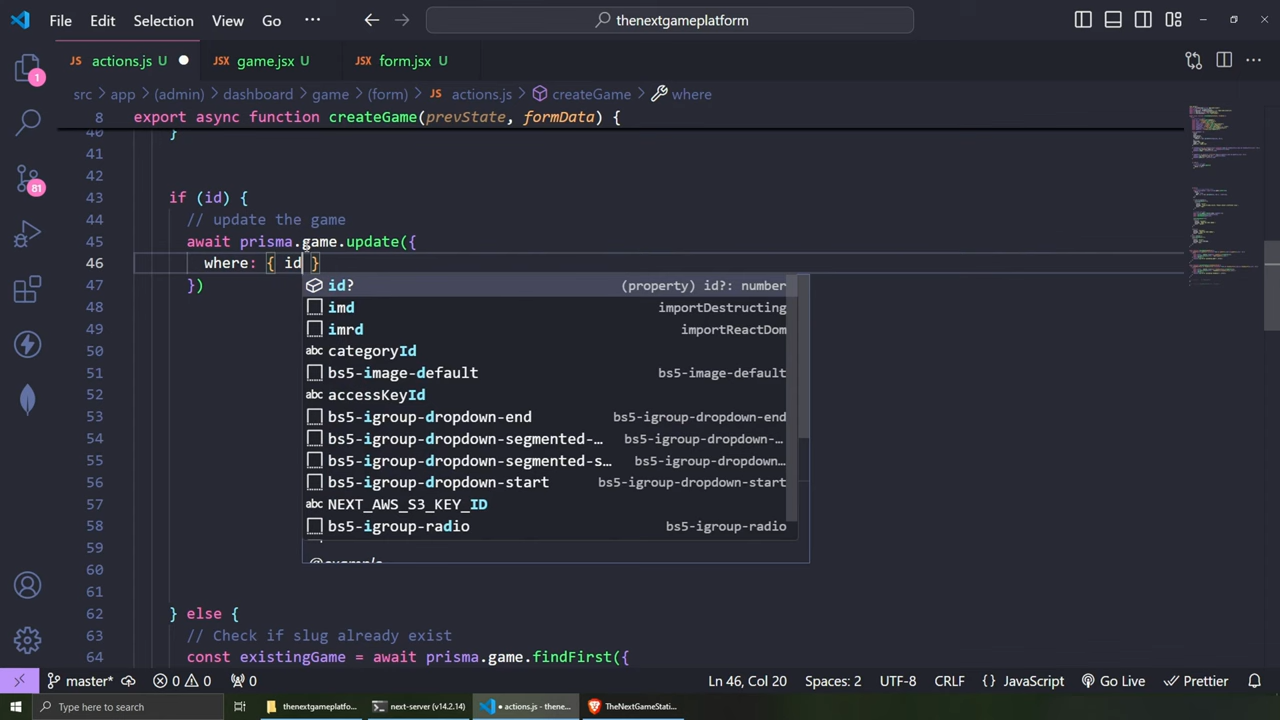 File Edit Selection View Go ··· thenextgameplatform
JS actions.js U JSX game.jsx U JSX form.jsx U
src > app > (admin) > dashboard > game > (form) > JS actions.js > createGame > where
8 export async function createGame(prevState, formData) {
40 }
41
42
43 if (id) {
44 // update the game
45 await prisma.game.update({
46 where: { id }
47 })
id? (property) id?: number
imd importDestructing
imrd importReactDom
abc categoryId
bs5-image-default bs5-image-default
abc accessKeyId
bs5-igroup-dropdown-end bs5-igroup-dropdown-end
bs5-igroup-dropdown-segmented-… bs5-igroup-dropdown-…
bs5-igroup-dropdown-segmented-s… bs5-igroup-dropdown…
bs5-igroup-dropdown-start bs5-igroup-dropdown-start
abc NEXT_AWS_S3_KEY_ID
bs5-igroup-radio bs5-igroup-radio
48
49
50
51
52
53
54
55
56
57
58
59
60
61
62 } else {
63 // Check if slug already exist
64 const existingGame = await prisma.game.findFirst({
1
81
master* 0 0 0 Ln 46, Col 20 Spaces: 2 UTF-8 CRLF {} JavaScript Go Live Prettier
Type here to search thenextgameplatfo... next-server (v14.2.14) • actions.js - thene... TheNextGameStati...